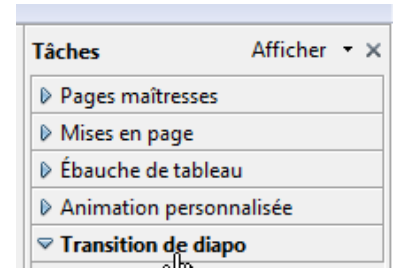 Tâches Afficher
Pages maîtresses
Mises en page
Ébauche de tableau
Animation personnalisée
Transition de diapo